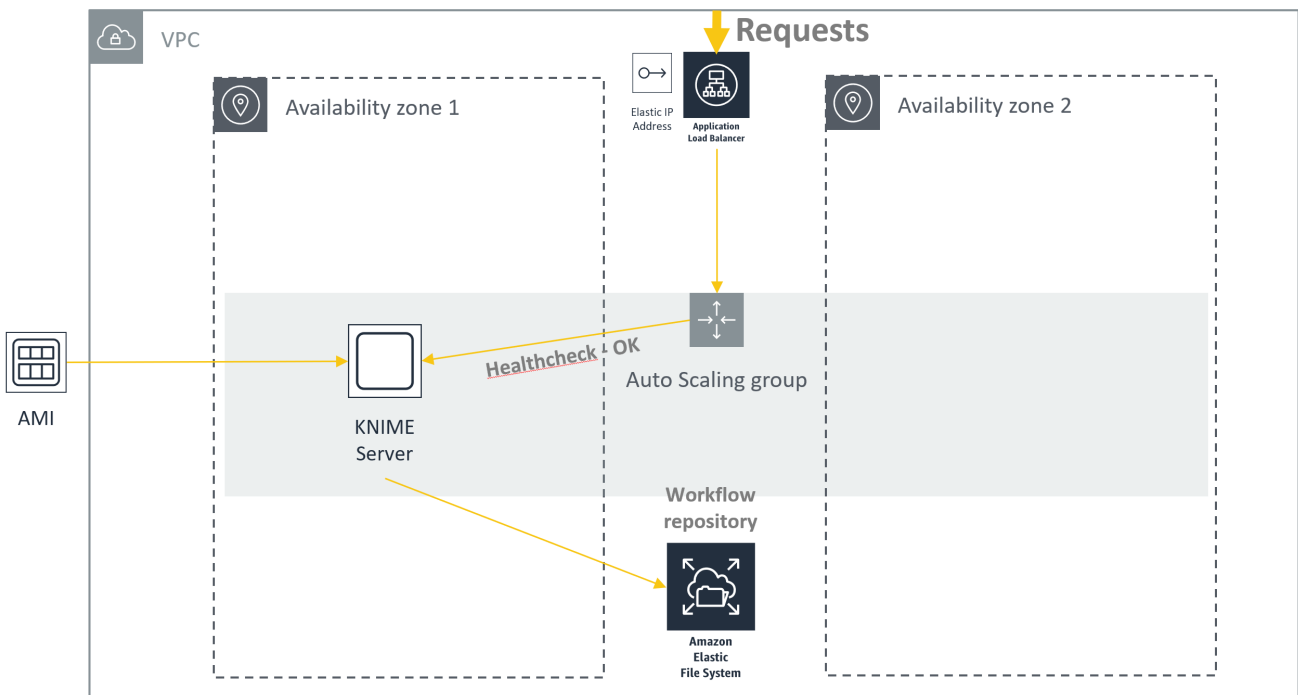 VPC
Requests
Availability zone 1
Elastic IP
Address
Application
Load Balancer
Availability zone 2
Healthcheck - OK
Auto Scaling group
AMI
KNIME
Server
Workflow
repository
Amazon
Elastic
File System